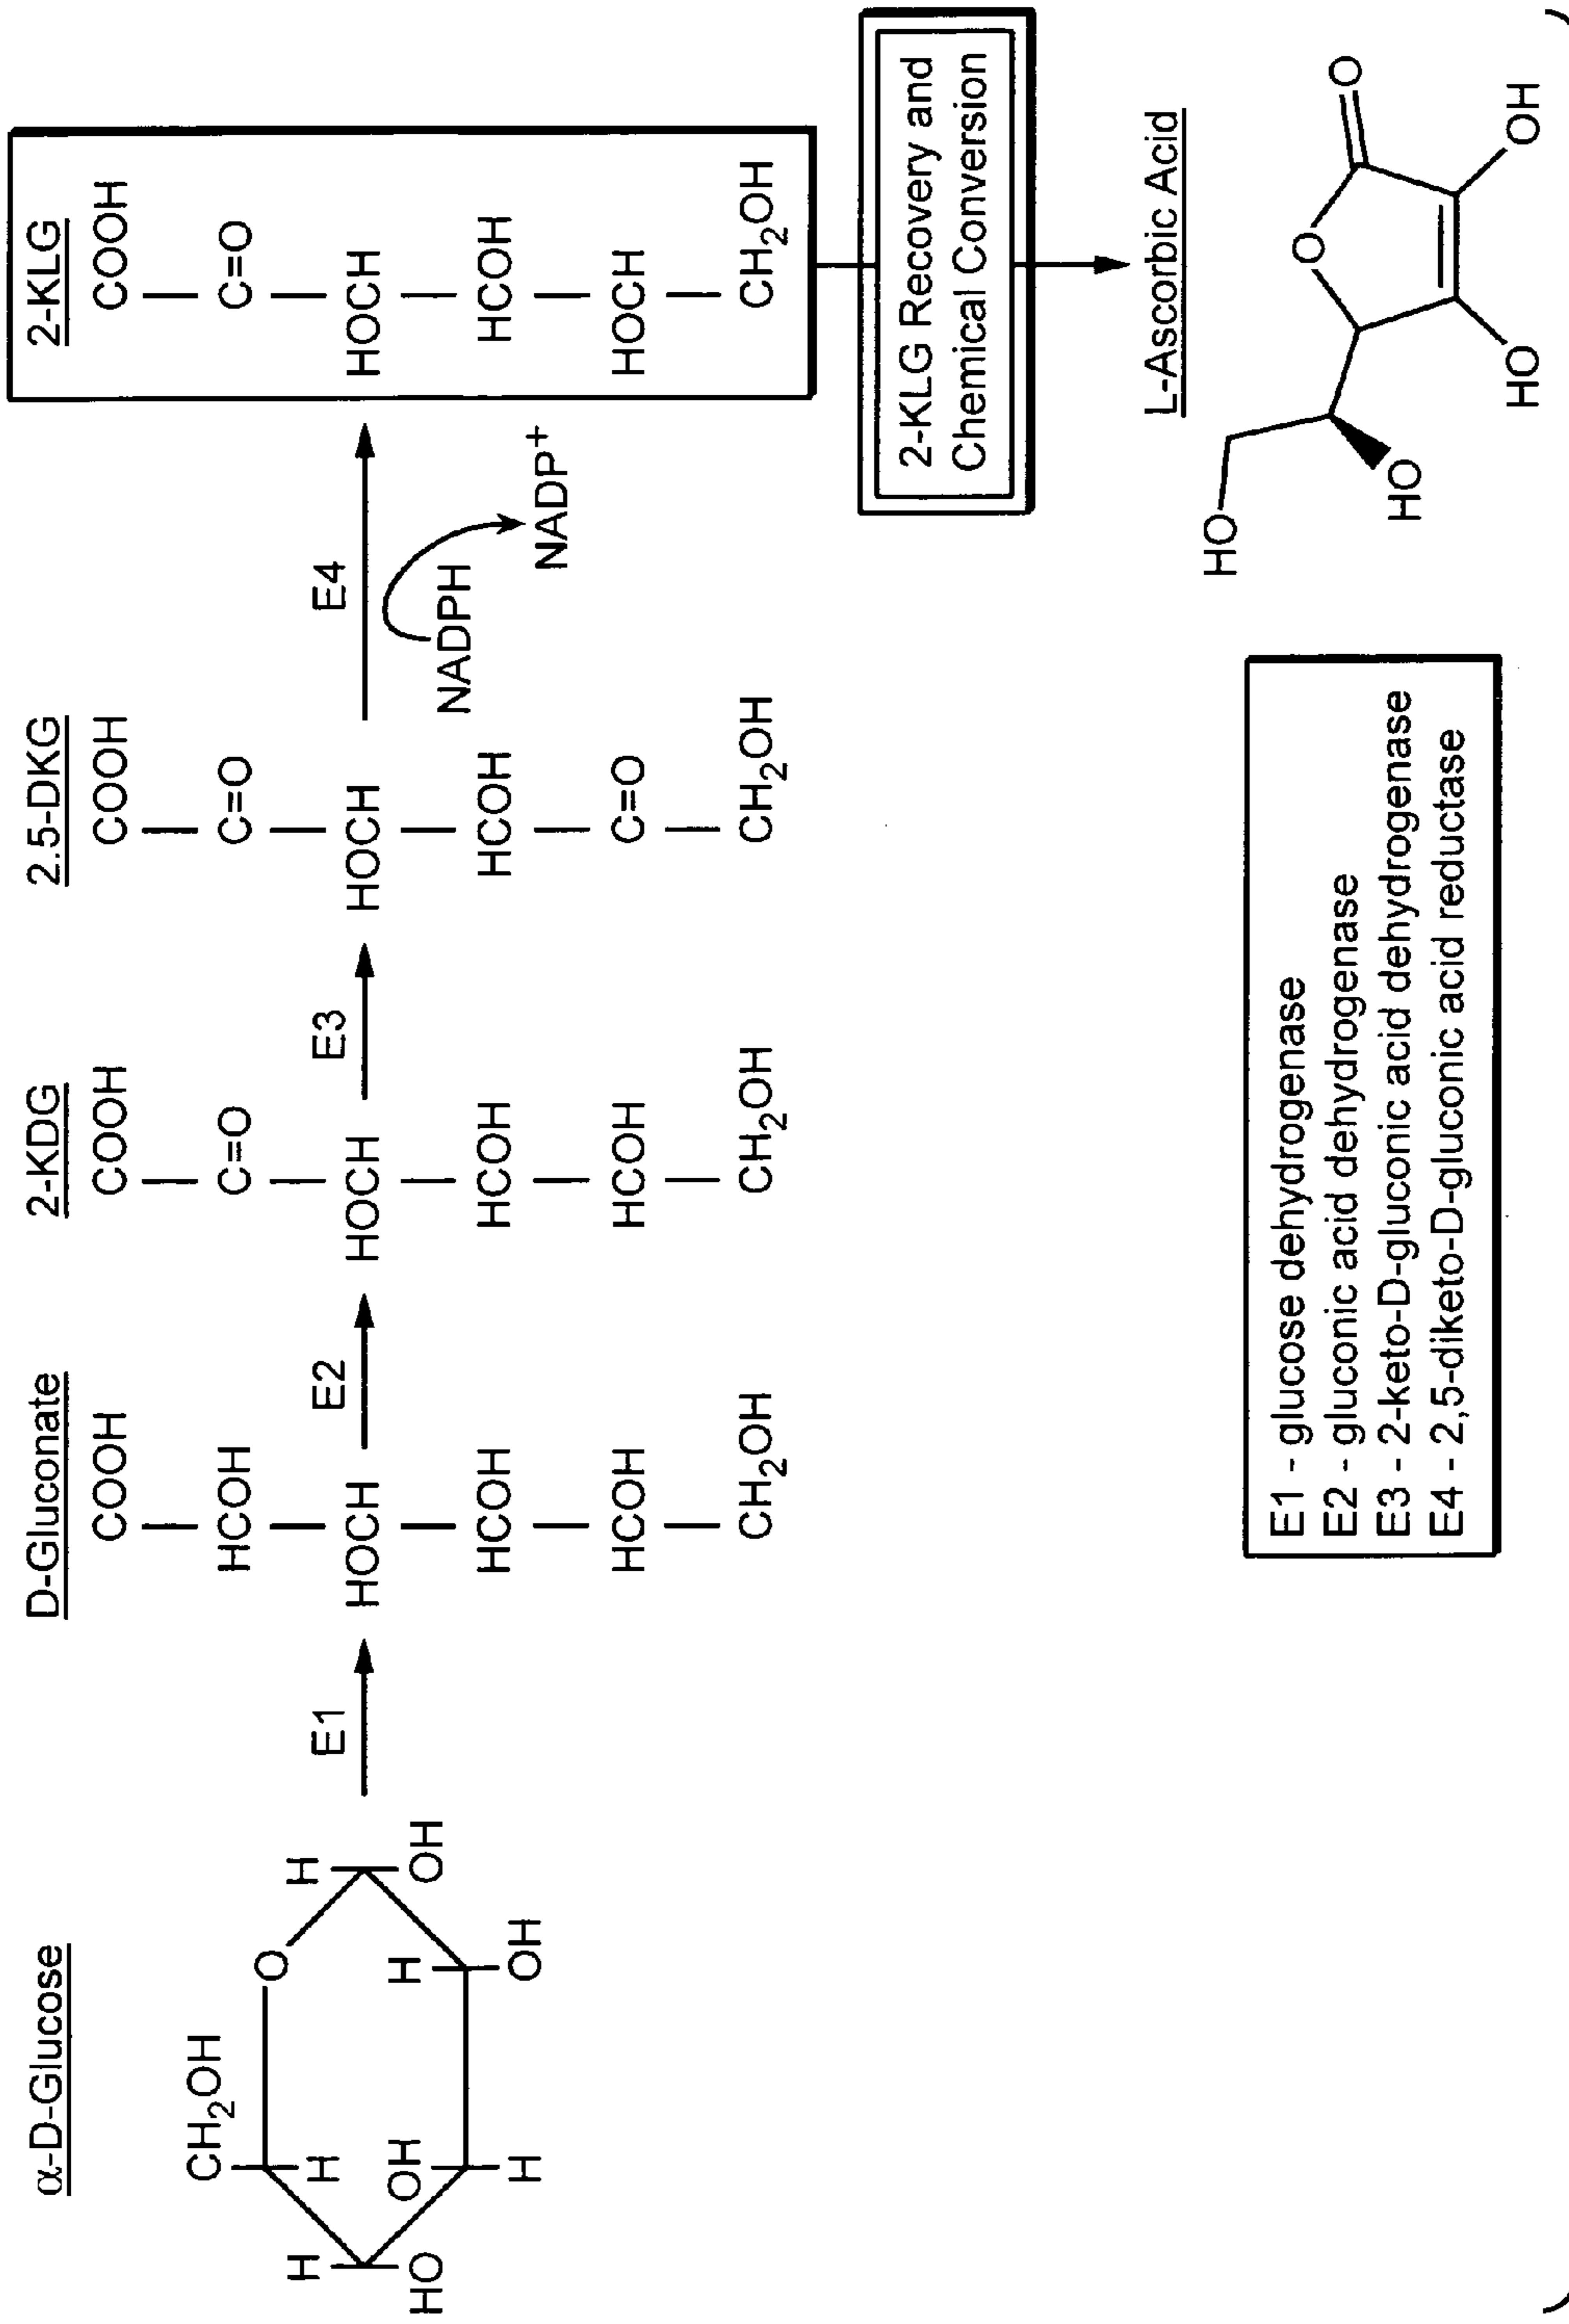 α-D-Glucose
CH2OH
O
H
H
H
OH
H
HO
OH
H
OH
E1
D-Gluconate
COOH
HCOH
HOCH
HCOH
HCOH
CH2OH
E2
2-KDG
COOH
C=O
HOCH
HCOH
HCOH
CH2OH
E3
2.5-DKG
COOH
C=O
HOCH
HCOH
C=O
CH2OH
E4
NADPH
NADP+
2-KLG
COOH
C=O
HOCH
HCOH
HOCH
CH2OH
2-KLG Recovery and
Chemical Conversion
L-Ascorbic Acid
HO
O
O
HO
HO
OH
E1 - glucose dehydrogenase
E2 - gluconic acid dehydrogenase
E3 - 2-keto-D-gluconic acid dehydrogenase
E4 - 2,5-diketo-D-gluconic acid reductase